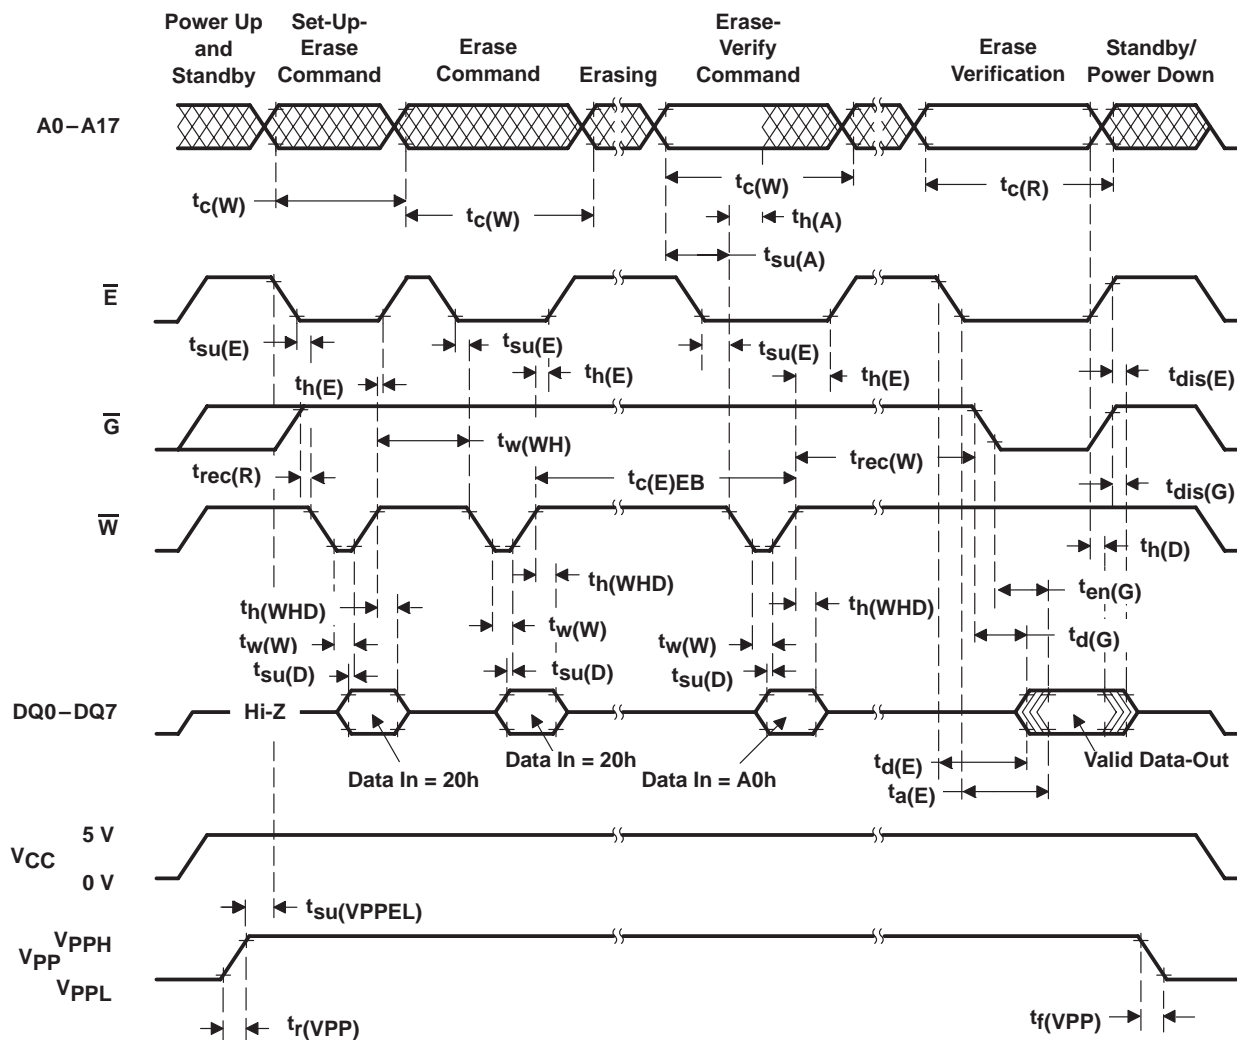 Power Up
and
Standby
Set-Up-
Erase
Command
Erase
Command
Erasing
Erase-
Verify
Command
Erase
Verification
Standby/
Power Down
A0–A17
tc(W)
tc(W)
tc(W)
th(A)
tsu(A)
tc(R)
E
tsu(E)
tsu(E)
tsu(E)
th(E)
th(E)
th(E)
tdis(E)
G
tw(WH)
trec(W)
trec(R)
tc(E)EB
tdis(G)
W
th(D)
th(WHD)
th(WHD)
th(WHD)
ten(G)
tw(W)
tw(W)
tw(W)
td(G)
tsu(D)
tsu(D)
tsu(D)
DQ0–DQ7
Hi-Z
Data In = 20h
Data In = 20h
Data In = A0h
Valid Data-Out
td(E)
ta(E)
5 V
VCC
0 V
tsu(VPPEL)
VPPH
VPP
VPPL
tr(VPP)
tf(VPP)